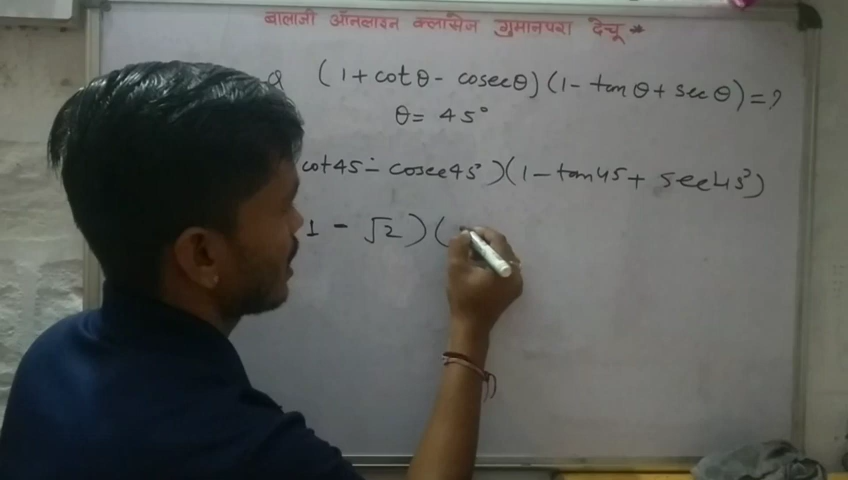 बालाजी ऑनलाइन क्लासेज गुमानपुरा देचू *
Q (1 + cotθ - cosecθ) (1 - tanθ + secθ) = ?
θ = 45°
cot45° - cosec45°) (1 - tan45 + sec45°)
1 - √2) (